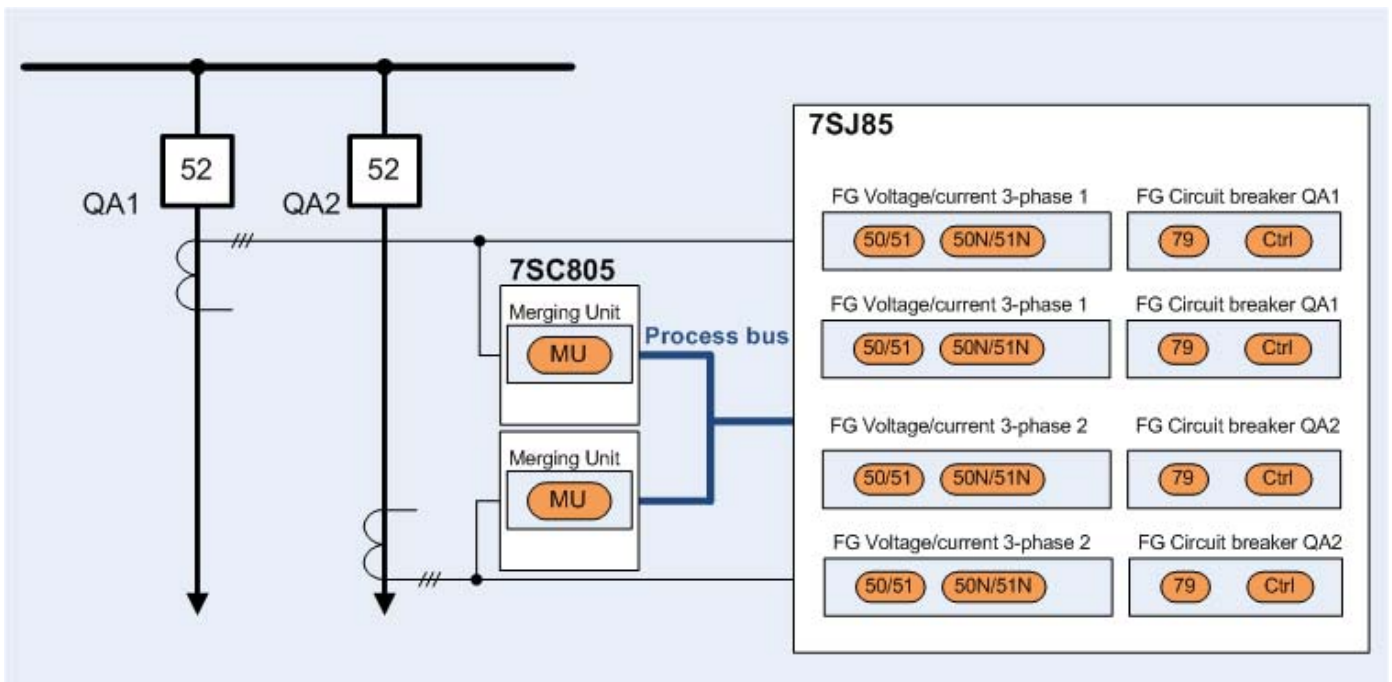 7SJ85
52
52
QA1
QA2
FG Voltage/current 3-phase 1
FG Circuit breaker QA1
50/51
50N/51N
79
Ctrl
7SC805
Merging Unit
MU
Process bus
FG Voltage/current 3-phase 1
FG Circuit breaker QA1
50/51
50N/51N
79
Ctrl
FG Voltage/current 3-phase 2
FG Circuit breaker QA2
Merging Unit
MU
50/51
50N/51N
79
Ctrl
FG Voltage/current 3-phase 2
FG Circuit breaker QA2
50/51
50N/51N
79
Ctrl